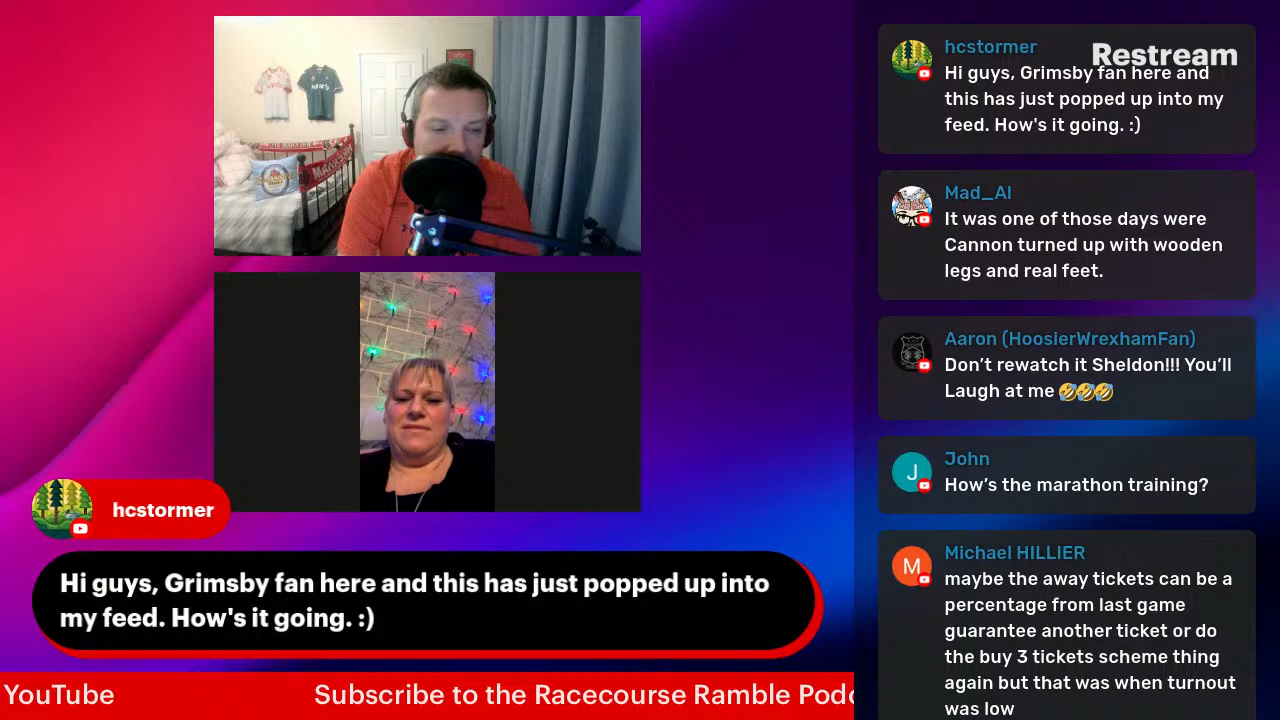 hcstormer
Hi guys, Grimsby fan here and this has just popped up into
my feed. How's it going. :)
YouTube
Subscribe to the Racecourse Ramble Podc
Restream
hcstormer
Hi guys, Grimsby fan here and
this has just popped up into my
feed. How's it going. :)
Mad_Al
It was one of those days were
Cannon turned up with wooden
legs and real feet.
Aaron (HoosierWrexhamFan)
Don’t rewatch it Sheldon!!! You’ll
Laugh at me 🤣🤣🤣
J
John
How’s the marathon training?
M
Michael HILLIER
maybe the away tickets can be a
percentage from last game
guarantee another ticket or do
the buy 3 tickets scheme thing
again but that was when turnout
was low